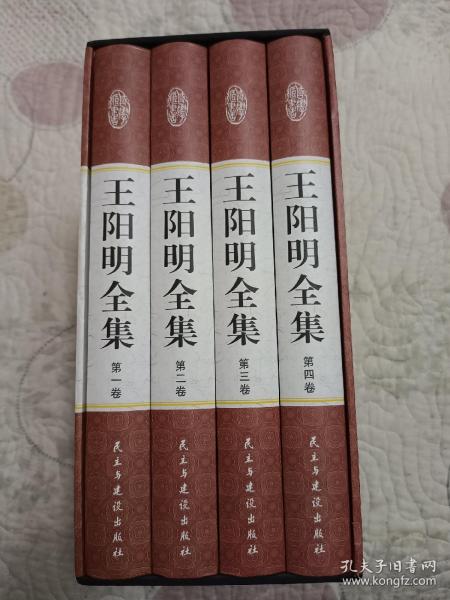 王阳明全集
第一卷
民主与建设出版社
王阳明全集
第二卷
民主与建设出版社
王阳明全集
第三卷
民主与建设出版社
王阳明全集
第四卷
民主与建设出版社
孔夫子旧书网
www.kongfz.com